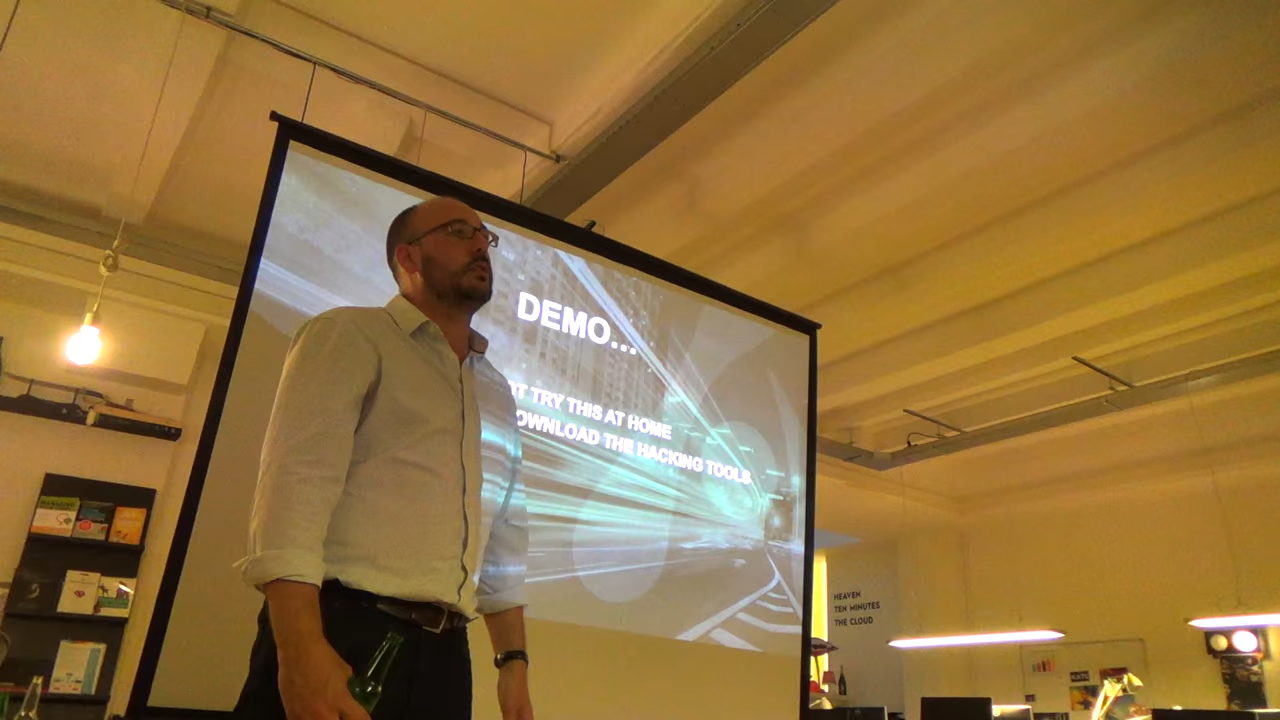 DEMO...
T TRY THIS AT HOME
OWNLOAD THE HACKING TOOLS
HEAVEN
TEN MINUTES
THE CLOUD